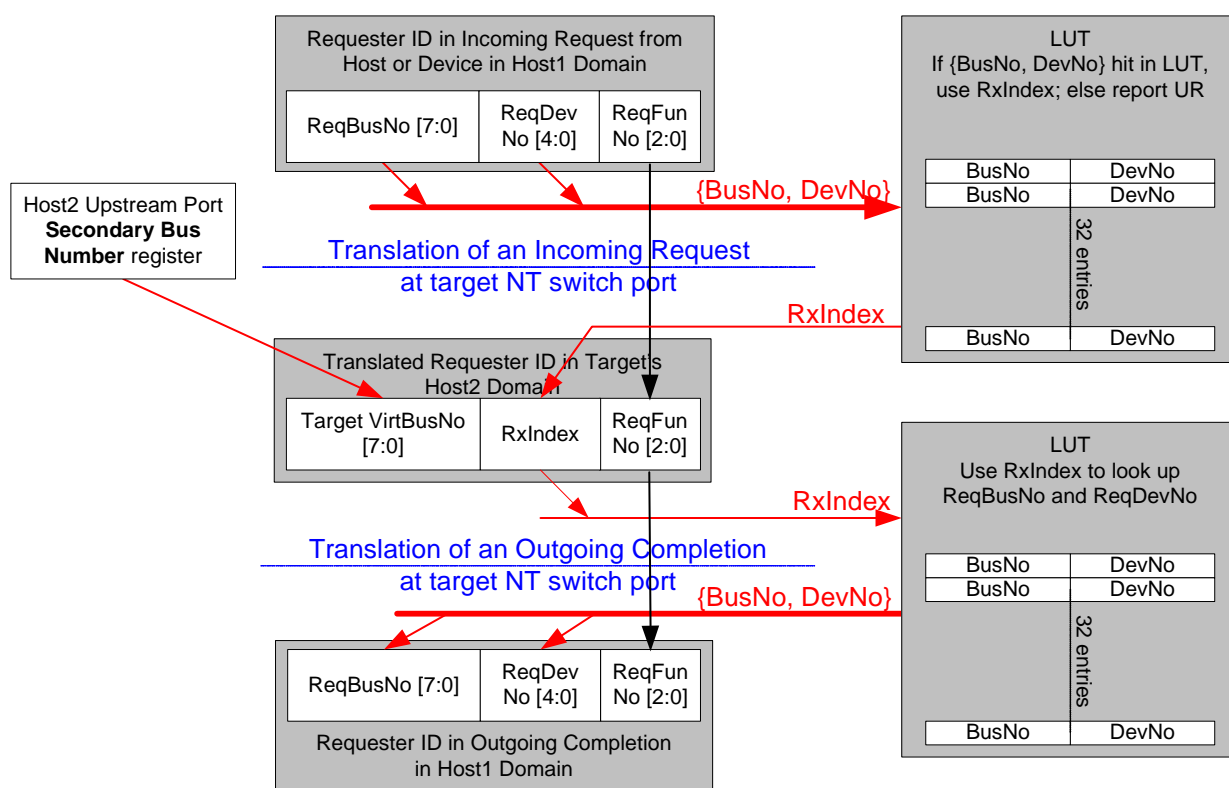 Requester ID in Incoming Request from
Host or Device in Host1 Domain
ReqBusNo [7:0]
ReqDev
No [4:0]
ReqFun
No [2:0]
LUT
If {BusNo, DevNo} hit in LUT,
use RxIndex; else report UR
BusNo
DevNo
BusNo
DevNo
32 entries
BusNo
DevNo
{BusNo, DevNo}
Host2 Upstream Port
Secondary Bus
Number register
Translation of an Incoming Request
at target NT switch port
RxIndex
Translated Requester ID in Target's
Host2 Domain
Target VirtBusNo
[7:0]
RxIndex
ReqFun
No [2:0]
LUT
Use RxIndex to look up
ReqBusNo and ReqDevNo
RxIndex
BusNo
DevNo
BusNo
DevNo
32 entries
BusNo
DevNo
Translation of an Outgoing Completion
at target NT switch port
{BusNo, DevNo}
ReqBusNo [7:0]
ReqDev
No [4:0]
ReqFun
No [2:0]
Requester ID in Outgoing Completion
in Host1 Domain